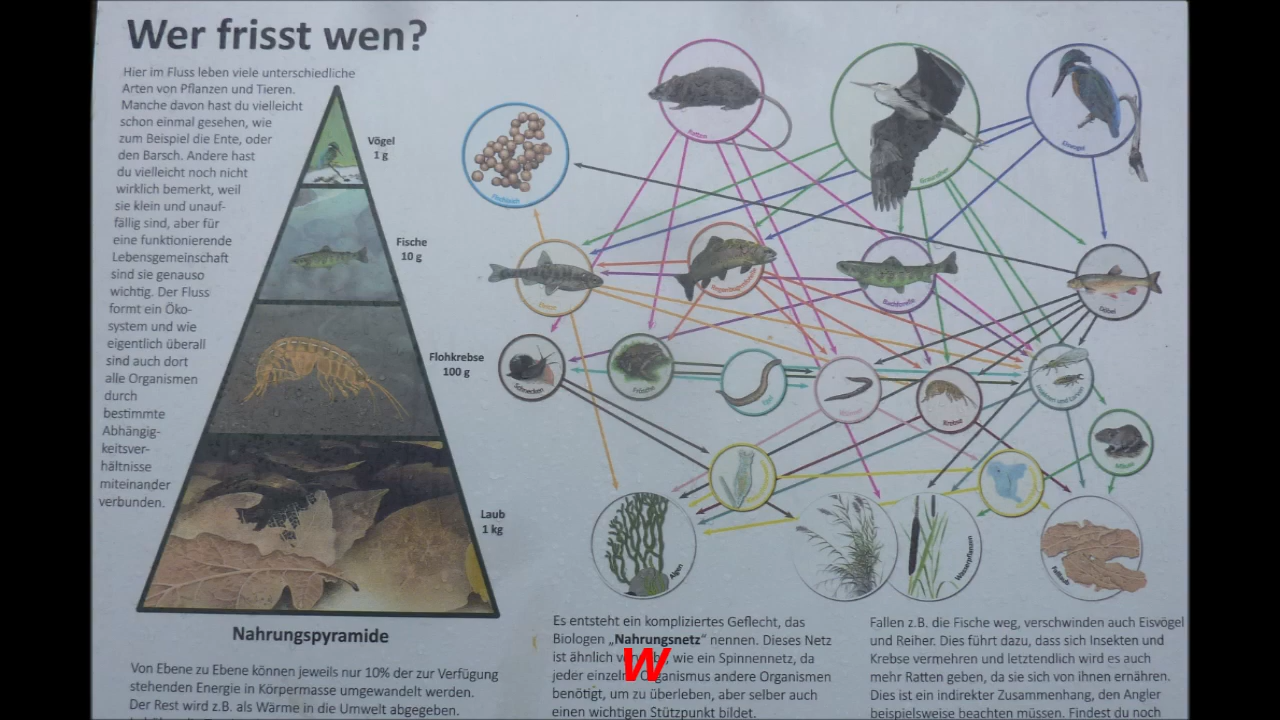 Wer frisst wen?
Hier im Fluss leben viele unterschiedliche
Arten von Pflanzen und Tieren.
Manche davon hast du vielleicht
schon einmal gesehen, wie
zum Beispiel die Ente, oder
den Barsch. Andere hast
du vielleicht noch nicht
wirklich bemerkt, weil
sie klein und unauf-
fällig sind, aber für
eine funktionierende
Lebensgemeinschaft
sind sie genauso
wichtig. Der Fluss
formt ein Öko-
system und wie
eigentlich überall
sind auch dort
alle Organismen
durch
bestimmte
Abhängig-
keitsver-
hältnisse
miteinander
verbunden.
Vögel
1 g
Fische
10 g
Flohkrebse
100 g
Laub
1 kg
Nahrungspyramide
Von Ebene zu Ebene können jeweils nur 10% der zur Verfügung
stehenden Energie in Körpermasse umgewandelt werden.
Der Rest wird z.B. als Wärme in die Umwelt abgegeben.
Ratten
Eisvogel
Döbel
Schnecken
Frösche
Krebse
Algen
Wasserpflanzen
Falllaub
Es entsteht ein kompliziertes Geflecht, das
Biologen „Nahrungsnetz" nennen. Dieses Netz
ist ähnlich wie ein Spinnennetz, da
jeder andere Organismen
benötigt, um zu überleben, aber selber auch
einen wichtigen Stützpunkt bildet.
W
Fallen z.B. die Fische weg, verschwinden auch Eisvögel
und Reiher. Dies führt dazu, dass sich Insekten und
Krebse vermehren und letztendlich wird es auch
mehr Ratten geben, da sie sich von ihnen ernähren.
Dies ist ein indirekter Zusammenhang, den Angler
beispielsweise beachten müssen. Findest du noch